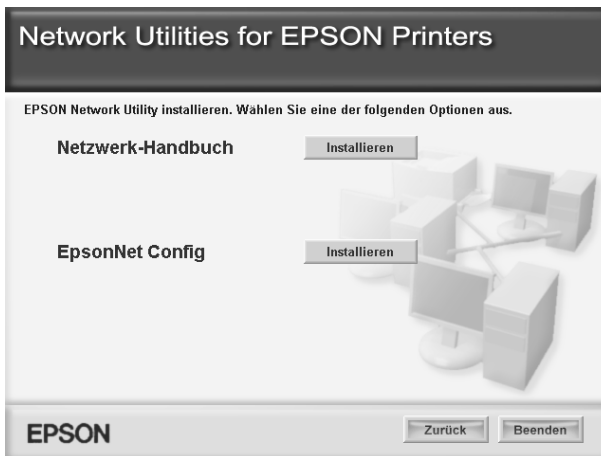 Network Utilities for EPSON Printers
EPSON Network Utility installieren. Wählen Sie eine der folgenden Optionen aus.
Netzwerk-Handbuch
Installieren
EpsonNet Config
Installieren
EPSON
Zurück
Beenden